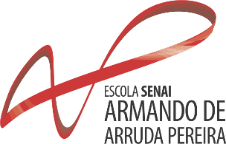 ESCOLA SENAI
ARMANDO DE
ARRUDA PEREIRA